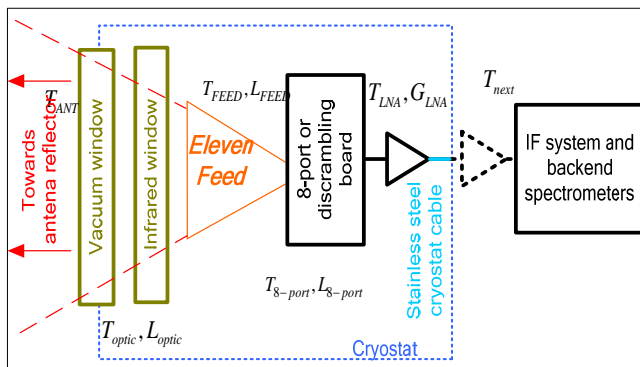 Towards
antena reflector
T_ANT
Vacuum window
Infrared window
T_optic, L_optic
T_FEED, L_FEED
Eleven
Feed
8-port or
discrambling
board
T_8-port, L_8-port
T_LNA, G_LNA
Stainless steel
cryostat cable
Cryostat
T_next
IF system and
backend
spectrometers